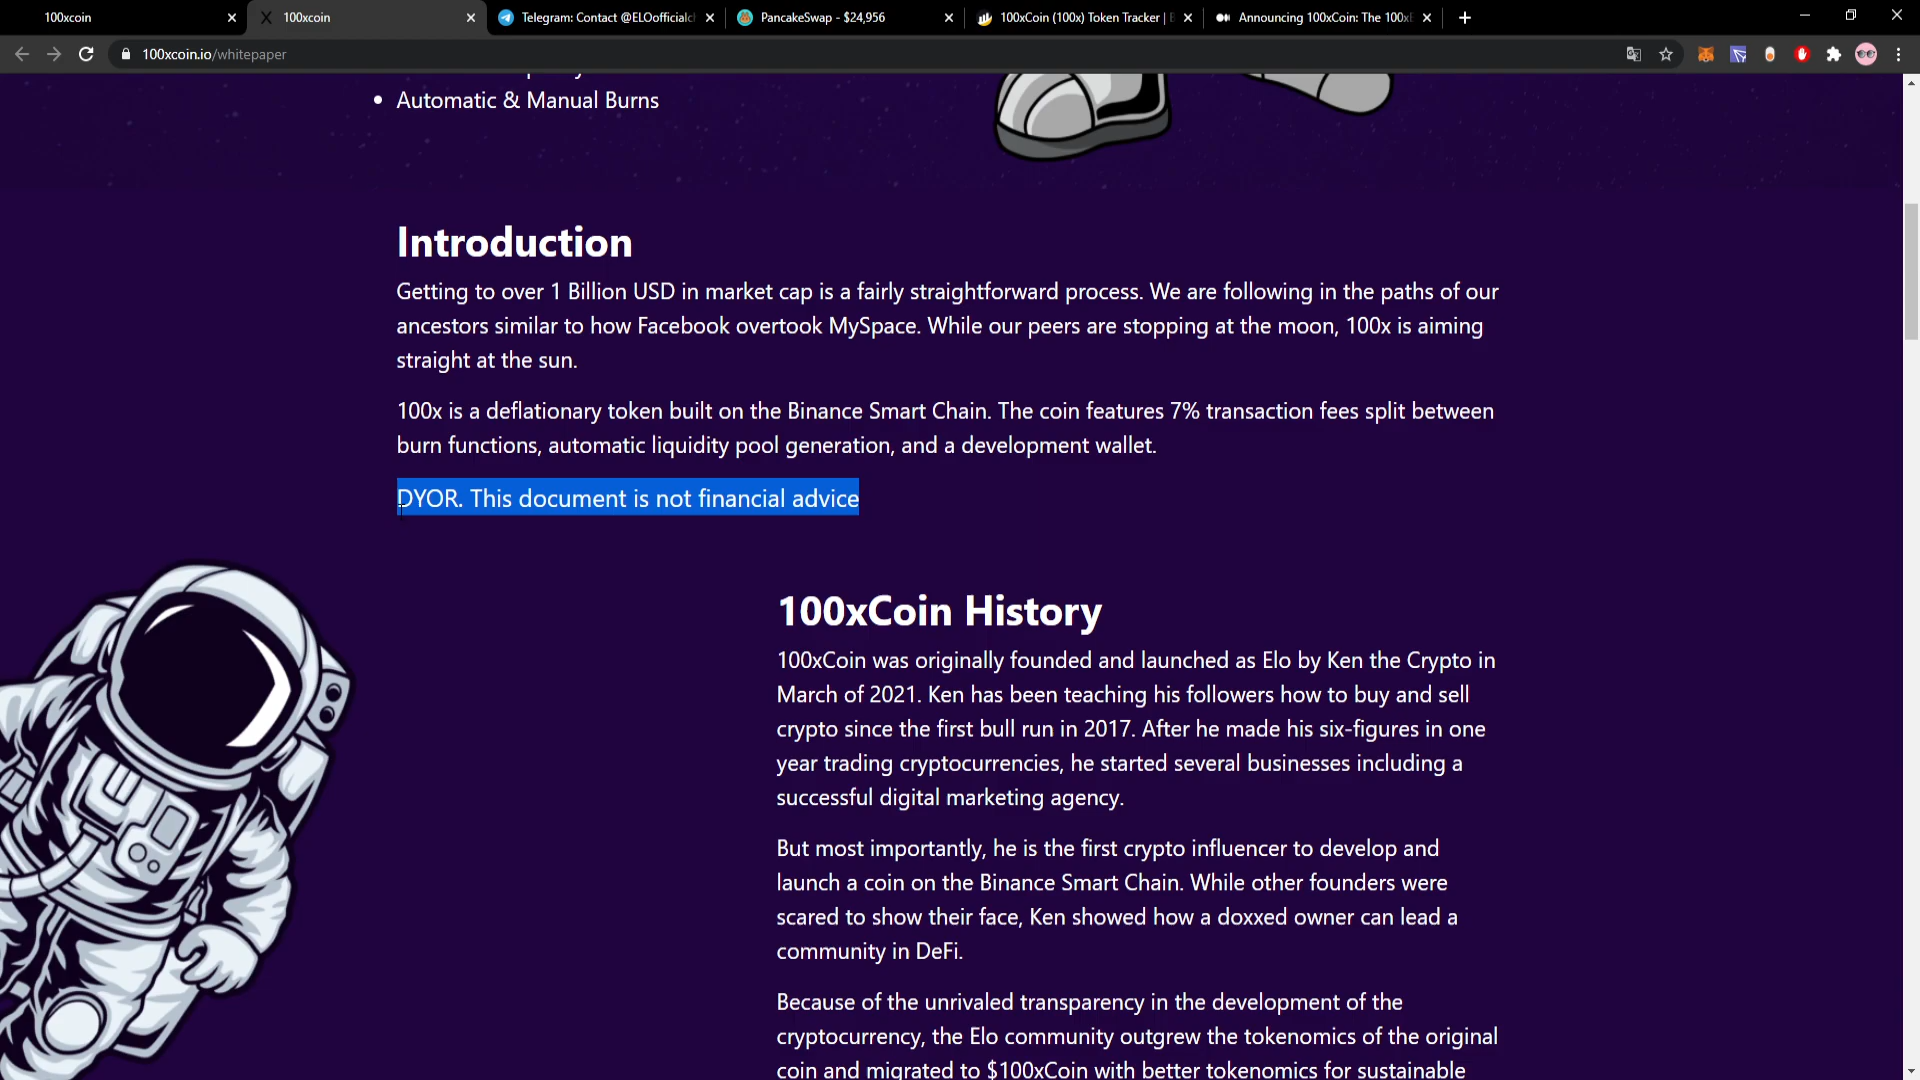 100xcoin
100xcoin
Telegram: Contact @ELOofficialc
PancakeSwap - $24,956
100xCoin (100x) Token Tracker |
Announcing 100xCoin: The 100x
100xcoin.io/whitepaper
Automatic & Manual Burns
Introduction
Getting to over 1 Billion USD in market cap is a fairly straightforward process. We are following in the paths of our
ancestors similar to how Facebook overtook MySpace. While our peers are stopping at the moon, 100x is aiming
straight at the sun.
100x is a deflationary token built on the Binance Smart Chain. The coin features 7% transaction fees split between
burn functions, automatic liquidity pool generation, and a development wallet.
DYOR. This document is not financial advice
100xCoin History
100xCoin was originally founded and launched as Elo by Ken the Crypto in
March of 2021. Ken has been teaching his followers how to buy and sell
crypto since the first bull run in 2017. After he made his six-figures in one
year trading cryptocurrencies, he started several businesses including a
successful digital marketing agency.
But most importantly, he is the first crypto influencer to develop and
launch a coin on the Binance Smart Chain. While other founders were
scared to show their face, Ken showed how a doxxed owner can lead a
community in DeFi.
Because of the unrivaled transparency in the development of the
cryptocurrency, the Elo community outgrew the tokenomics of the original
coin and migrated to $100xCoin with better tokenomics for sustainable